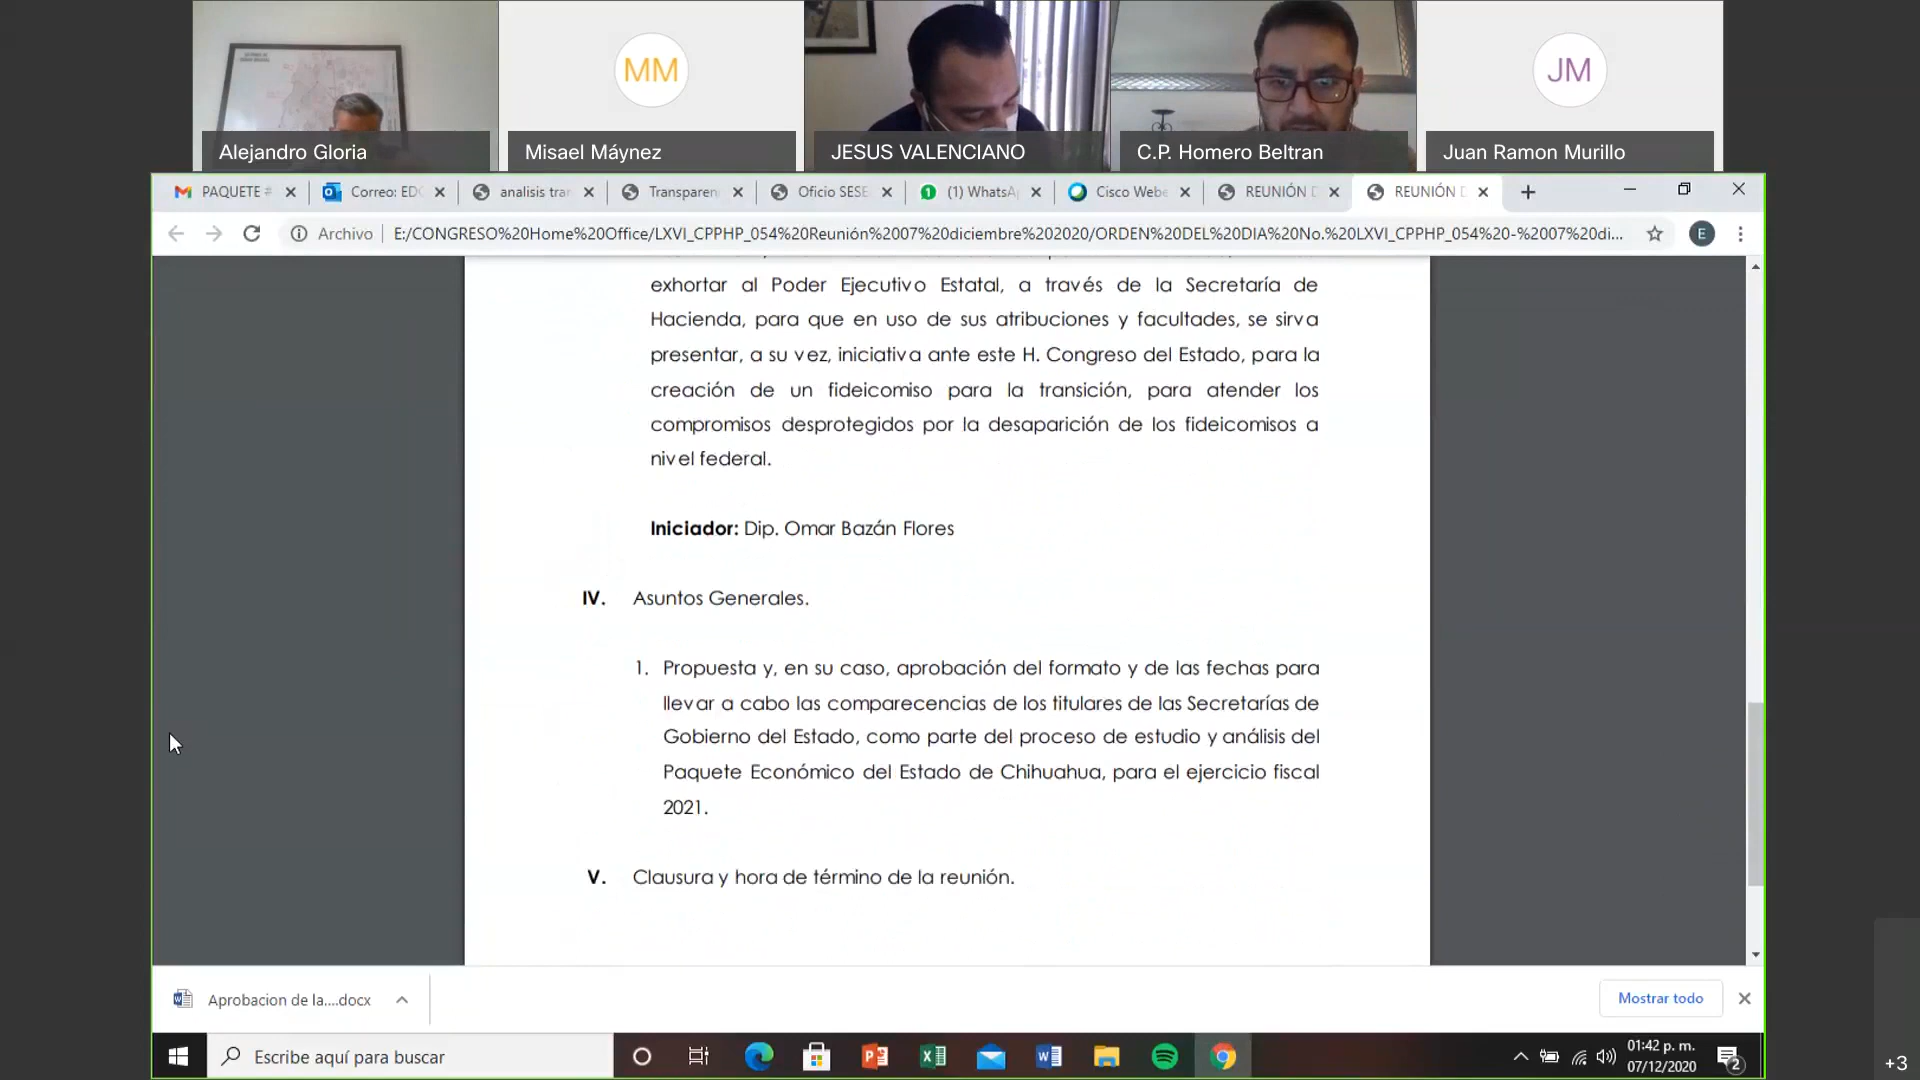 MM
JM
Alejandro Gloria
Misael Máynez
JESUS VALENCIANO
C.P. Homero Beltran
Juan Ramon Murillo
PAQUETE #
Correo: EDG
analisis tran
Transparen
Oficio SESE
(1) WhatsA
Cisco Webe
REUNIÓN D
REUNIÓN D
Archivo
E:/CONGRESO%20Home%20Office/LXVI_CPPHP_054%20Reunión%2007%20diciembre%202020/ORDEN%20DEL%20DIA%20No.%20LXVI_CPPHP_054%20-%2007%20di...
E
exhortar al Poder Ejecutivo Estatal, a través de la Secretaría de
Hacienda, para que en uso de sus atribuciones y facultades, se sirva
presentar, a su vez, iniciativa ante este H. Congreso del Estado, para la
creación de un fideicomiso para la transición, para atender los
compromisos desprotegidos por la desaparición de los fideicomisos a
nivel federal.
Iniciador: Dip. Omar Bazán Flores
IV. Asuntos Generales.
1. Propuesta y, en su caso, aprobación del formato y de las fechas para
llevar a cabo las comparecencias de los titulares de las Secretarías de
Gobierno del Estado, como parte del proceso de estudio y análisis del
Paquete Económico del Estado de Chihuahua, para el ejercicio fiscal
2021.
V. Clausura y hora de término de la reunión.
Aprobacion de la....docx
Mostrar todo
Escribe aquí para buscar
01:42 p. m.
07/12/2020
2
+3